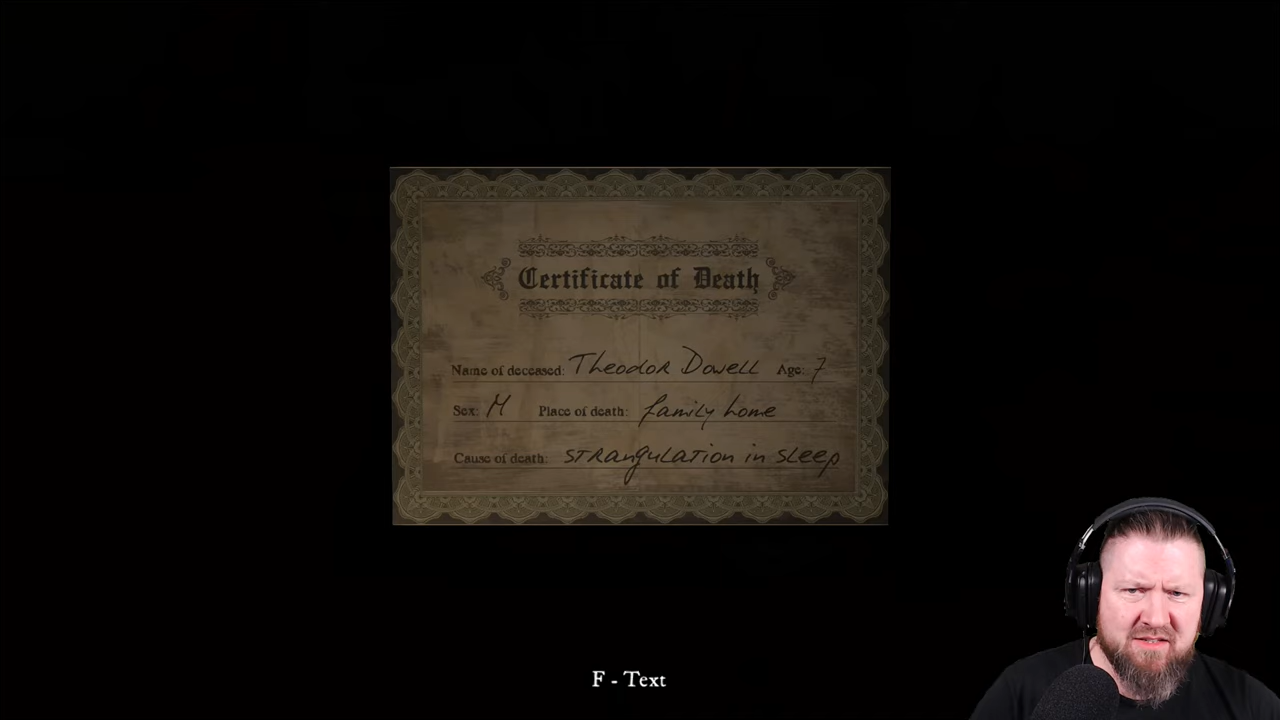 Certificate of Death
Name of deceased: Theodor Dowell Age: 7
Sex: M Place of death: family home
Cause of death: strangulation in sleep
F - Text